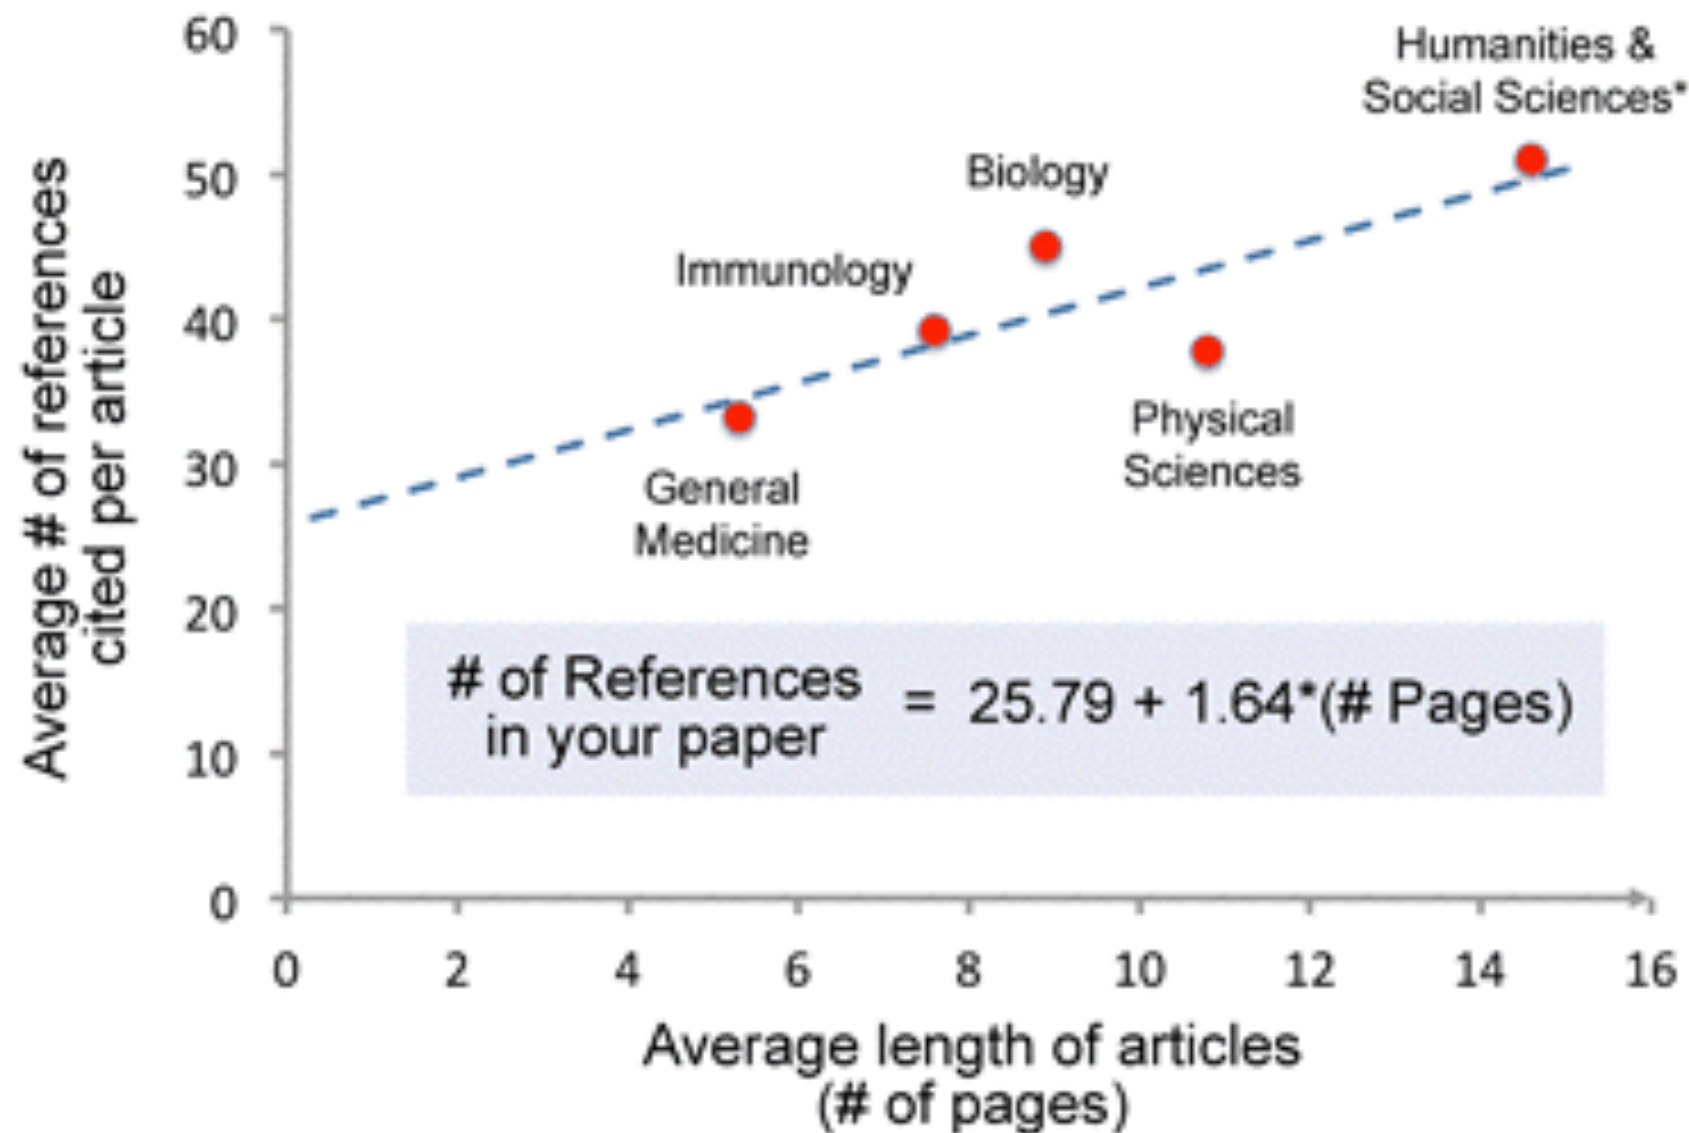 Average # of references
cited per article
60
50
40
30
20
10
0
Humanities &
Social Sciences*
Biology
Immunology
General
Medicine
Physical
Sciences
# of References
in your paper
= 25.79 + 1.64*(# Pages)
0 2 4 6 8 10 12 14 16
Average length of articles
(# of pages)